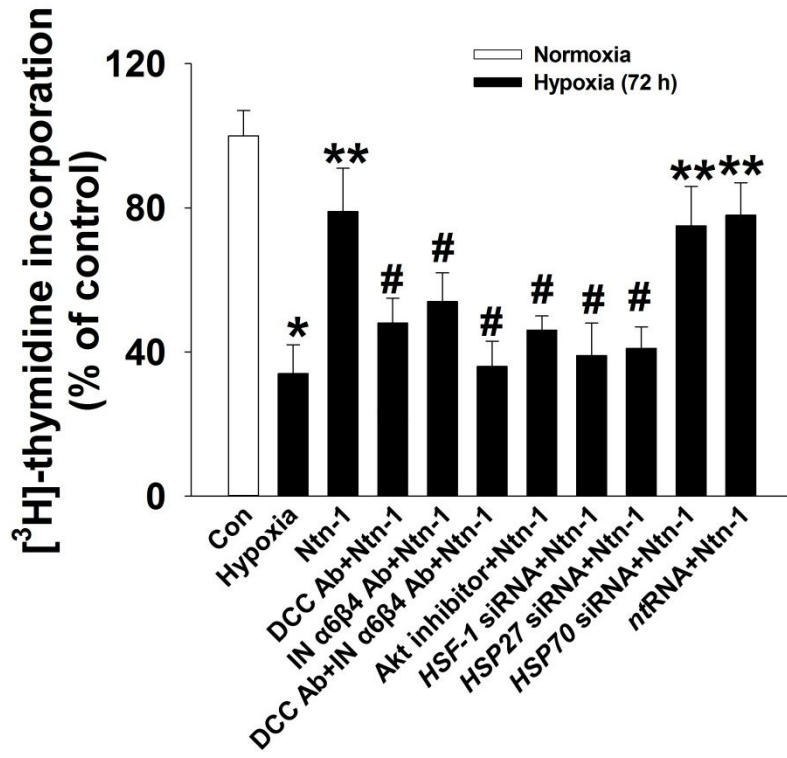 [³H]-thymidine incorporation
(% of control)
120
80
40
0
Normoxia
Hypoxia (72 h)
*
**
#
#
#
#
#
#
**
**
Con
Hypoxia
Ntn-1
DCC Ab+Ntn-1
IN α6β4 Ab+Ntn-1
DCC Ab+IN α6β4 Ab+Ntn-1
Akt inhibitor+Ntn-1
HSF-1 siRNA+Ntn-1
HSP27 siRNA+Ntn-1
HSP70 siRNA+Ntn-1
ntRNA+Ntn-1